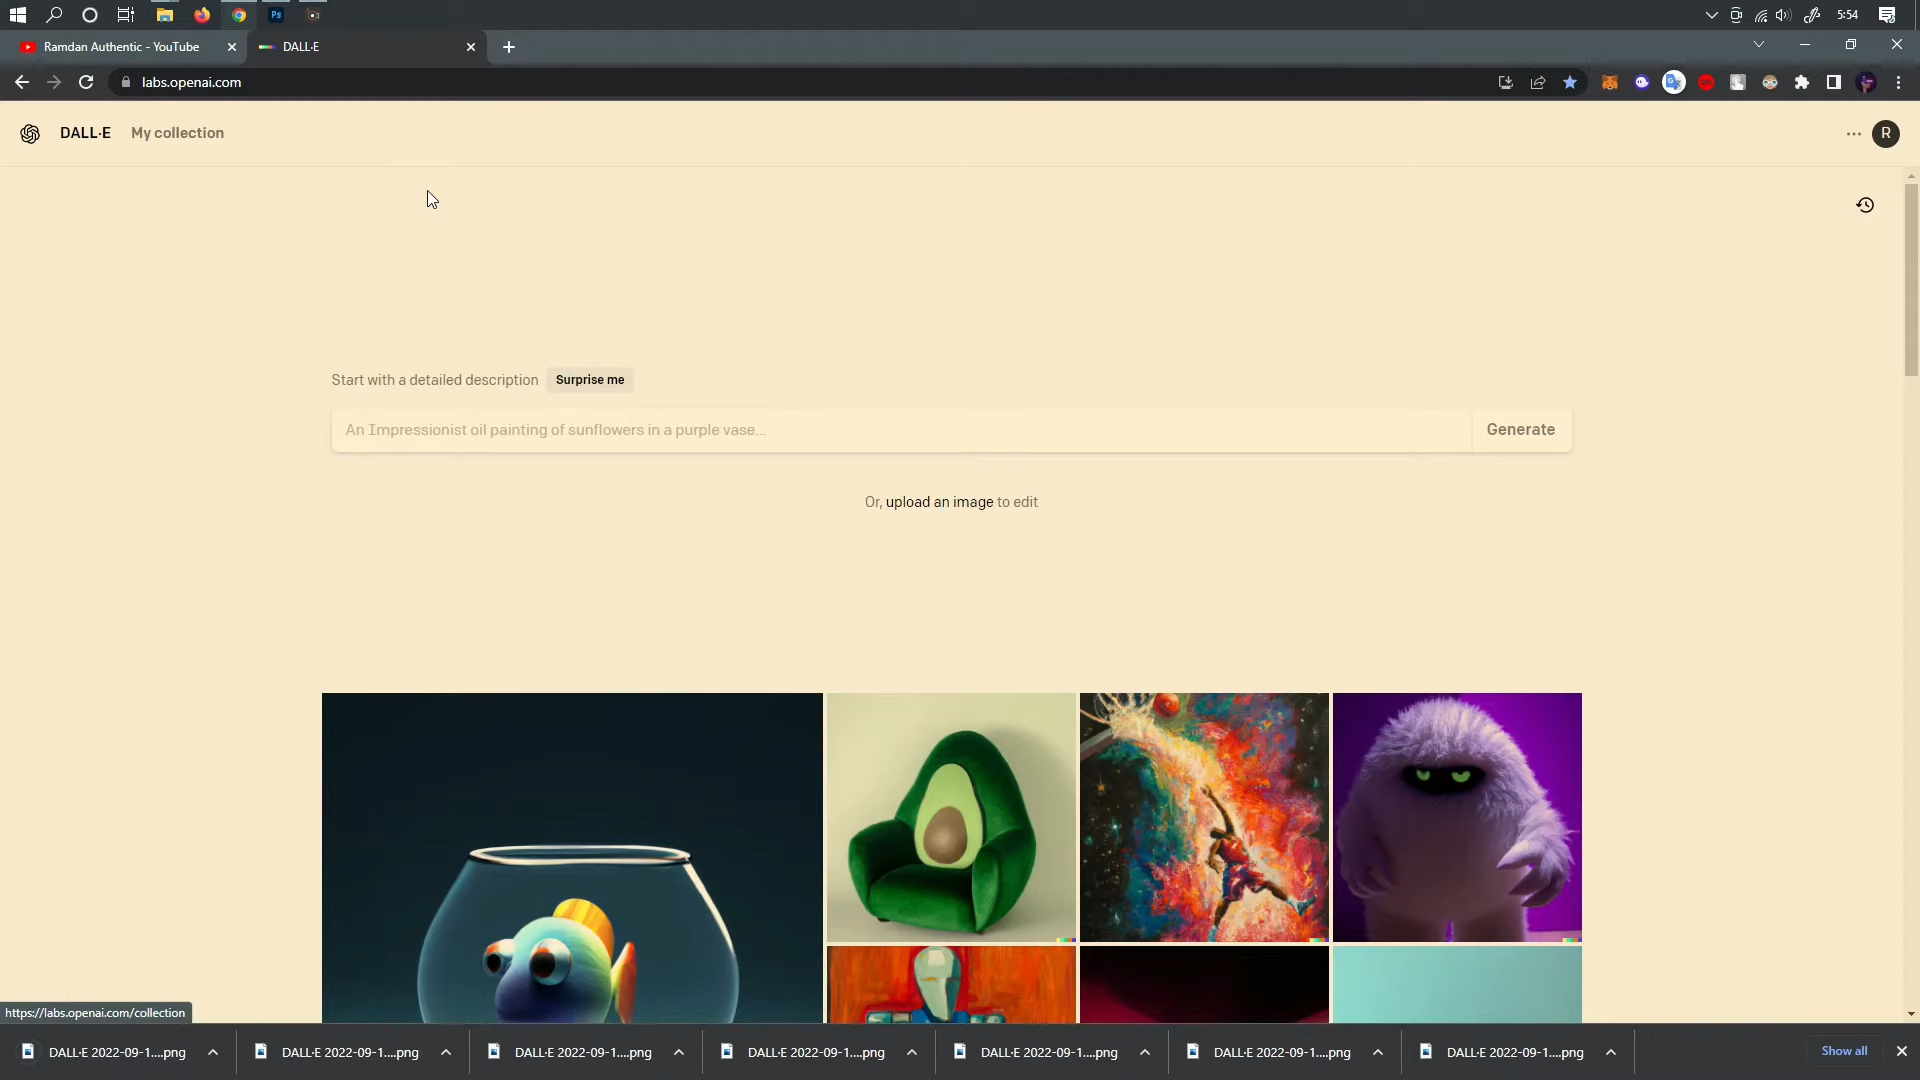 Ps
5:54
Ramdan Authentic - YouTube
DALL·E
labs.openai.com
DALL·E
My collection
R
Start with a detailed description
Surprise me
An Impressionist oil painting of sunflowers in a purple vase...
Generate
Or, upload an image to edit
https://labs.openai.com/collection
DALL·E 2022-09-1....png
DALL·E 2022-09-1....png
DALL·E 2022-09-1....png
DALL·E 2022-09-1....png
DALL·E 2022-09-1....png
DALL·E 2022-09-1....png
DALL·E 2022-09-1....png
Show all